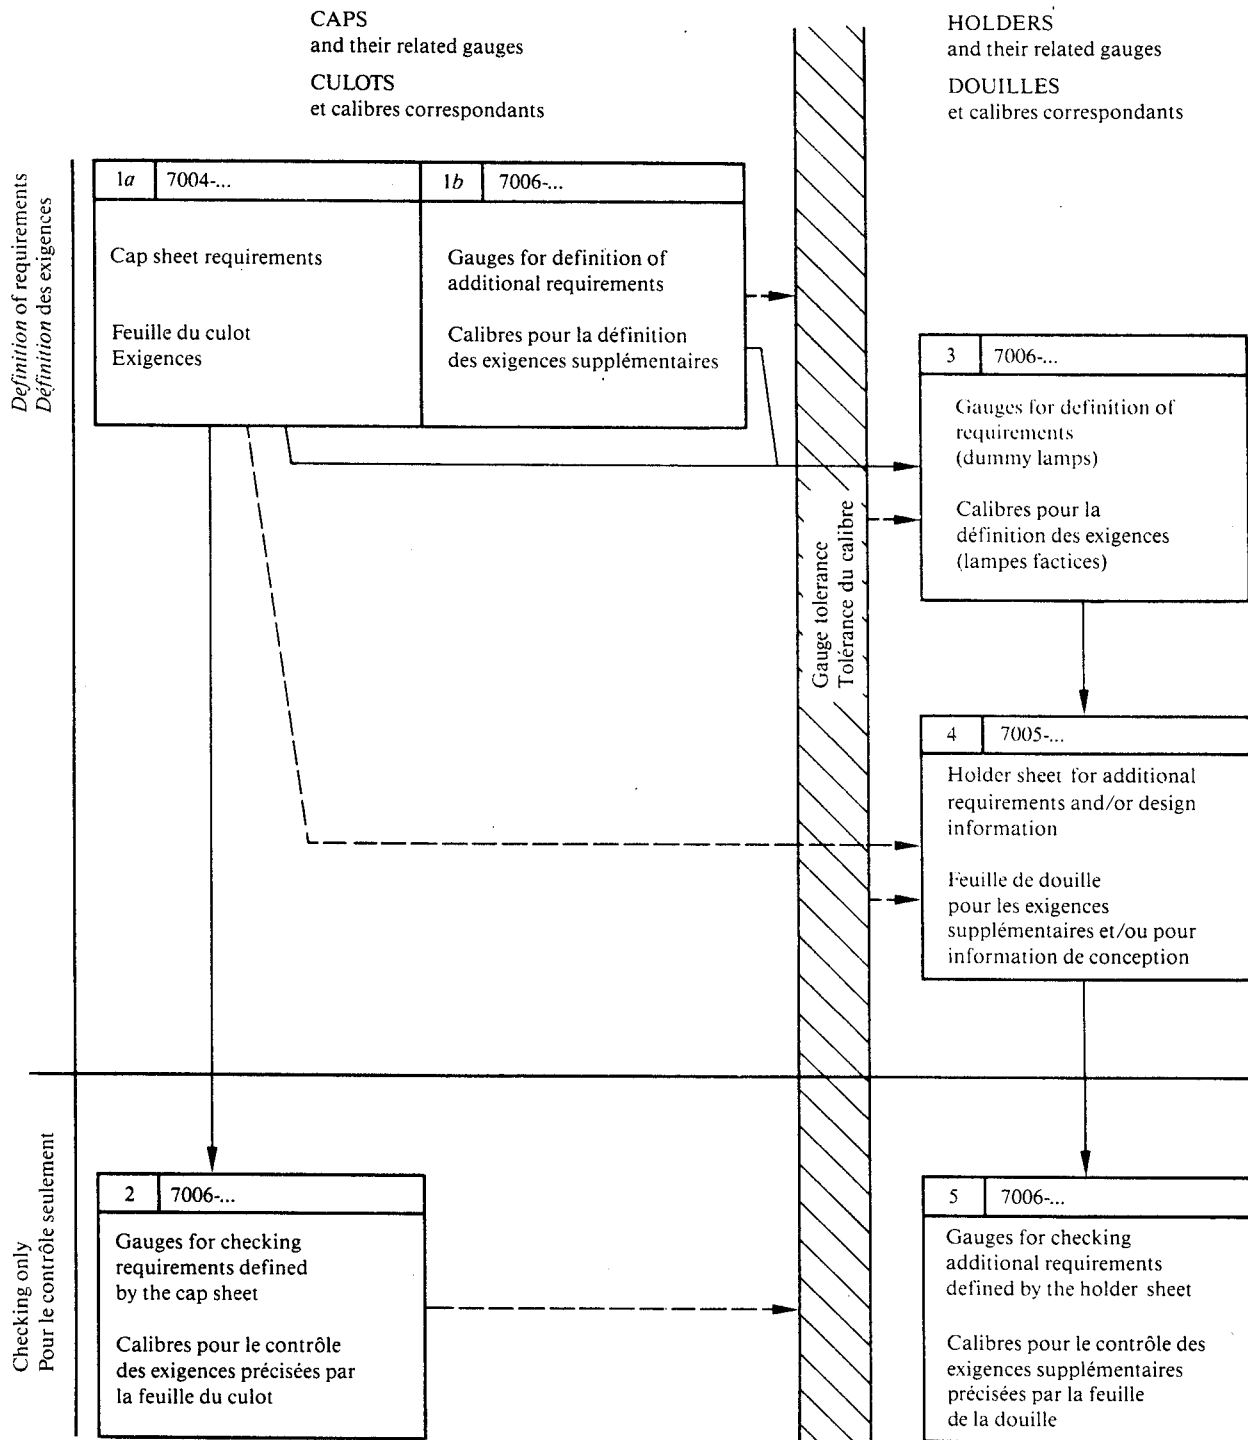 CAPS
and their related gauges
CULOTS
et calibres correspondants
HOLDERS
and their related gauges
DOUILLES
et calibres correspondants
Definition of requirements
Définition des exigences
1a 7004-...
Cap sheet requirements
Feuille du culot
Exigences
1b 7006-...
Gauges for definition of
additional requirements
Calibres pour la définition
des exigences supplémentaires
3 7006-...
Gauges for definition of
requirements
(dummy lamps)
Calibres pour la
définition des exigences
(lampes factices)
Gauge tolerance
Tolérance du calibre
4 7005-...
Holder sheet for additional
requirements and/or design
information
Feuille de douille
pour les exigences
supplémentaires et/ou pour
information de conception
Checking only
Pour le contrôle seulement
2 7006-...
Gauges for checking
requirements defined
by the cap sheet
Calibres pour le contrôle
des exigences précisées par
la feuille du culot
5 7006-...
Gauges for checking
additional requirements
defined by the holder sheet
Calibres pour le contrôle des
exigences supplémentaires
précisées par la feuille
de la douille